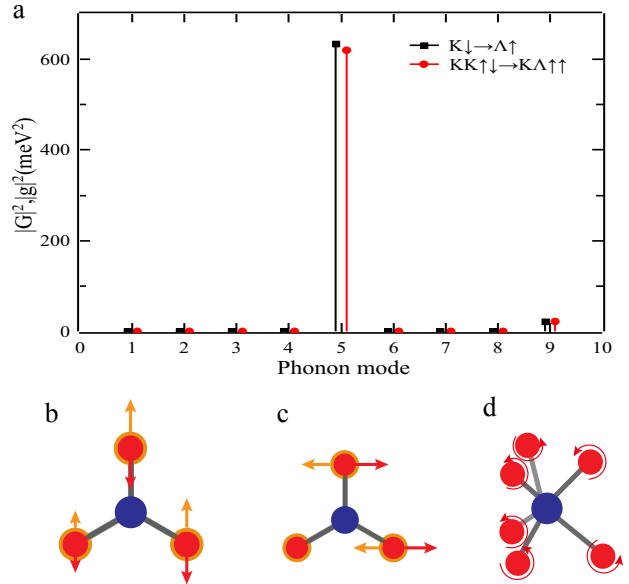 a
|G|²,|g|²(meV²)
600
400
200
0
K↓→Λ↑
KK↑↓→KΛ↑↑
0 1 2 3 4 5 6 7 8 9 10
Phonon mode
b c d